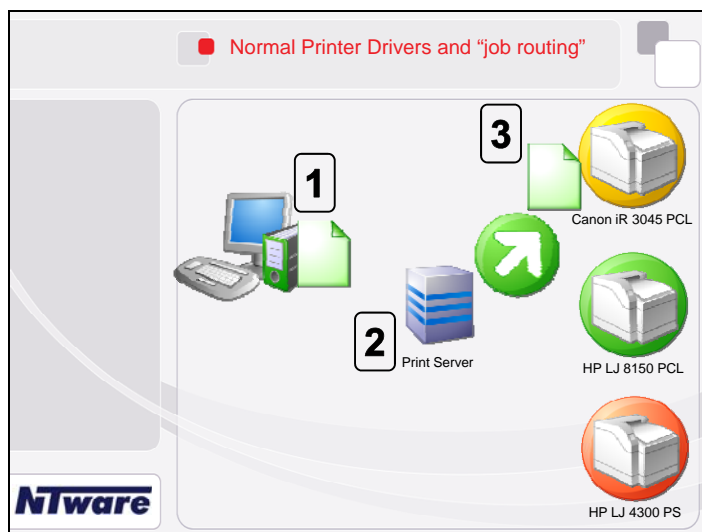 Normal Printer Drivers and “job routing”
1
2
Print Server
3
Canon iR 3045 PCL
HP LJ 8150 PCL
HP LJ 4300 PS
NTware